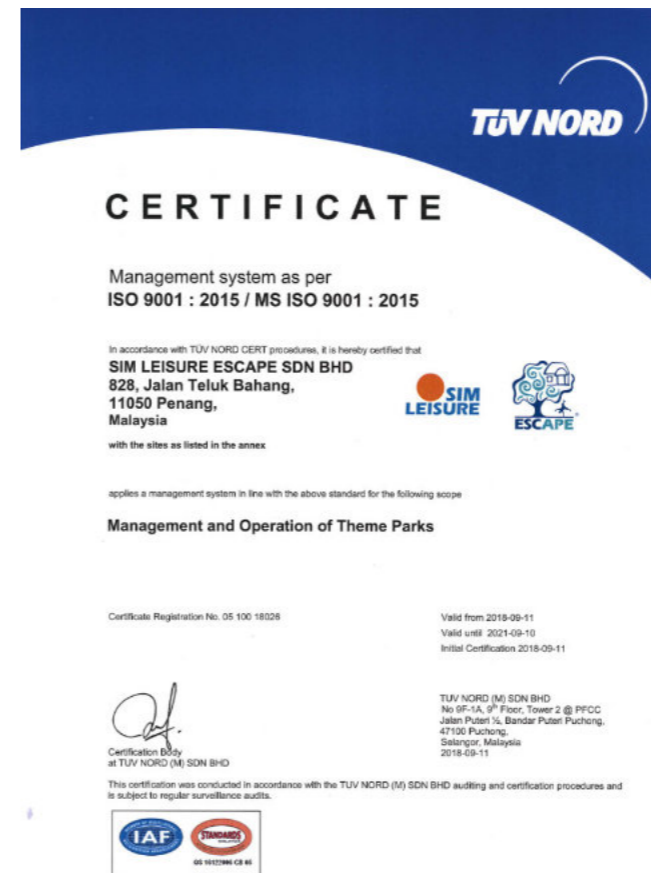 TÜV NORD
CERTIFICATE
Management system as per
ISO 9001 : 2015 / MS ISO 9001 : 2015
In accordance with TÜV NORD CERT procedures, it is hereby certified that
SIM LEISURE ESCAPE SDN BHD
828, Jalan Teluk Bahang,
11050 Penang,
Malaysia
SIM
LEISURE
ESCAPE
with the sites as listed in the annex
applies a management system in line with the above standard for the following scope
Management and Operation of Theme Parks
Certificate Registration No. 05 100 18026
Valid from 2018-09-11
Valid until 2021-09-10
Initial Certification 2018-09-11
Certification Body
at TUV NORD (M) SDN BHD
TUV NORD (M) SDN BHD
No 9F-1A, 9th Floor, Tower 2 @ PFCC
Jalan Puteri ½, Bandar Puteri Puchong,
47100 Puchong,
Selangor, Malaysia
2018-09-11
This certification was conducted in accordance with the TUV NORD (M) SDN BHD auditing and certification procedures and
is subject to regular surveillance audits.
IAF
STANDARDS